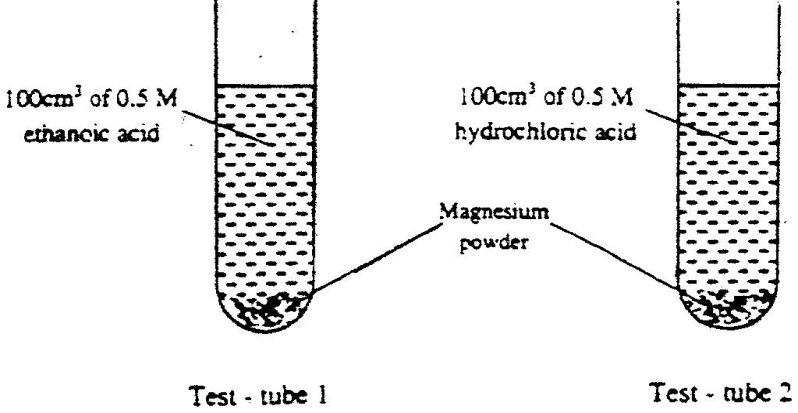 100cm³ of 0.5 M
ethanoic acid
100cm³ of 0.5 M
hydrochloric acid
Magnesium
powder
Test - tube 1
Test - tube 2